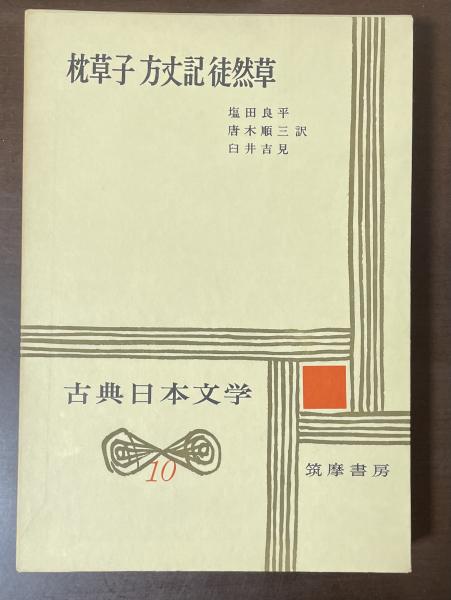 枕草子 方丈記 徒然草
塩田良平
唐木順三訳
臼井吉見
古典日本文学
10
筑摩書房